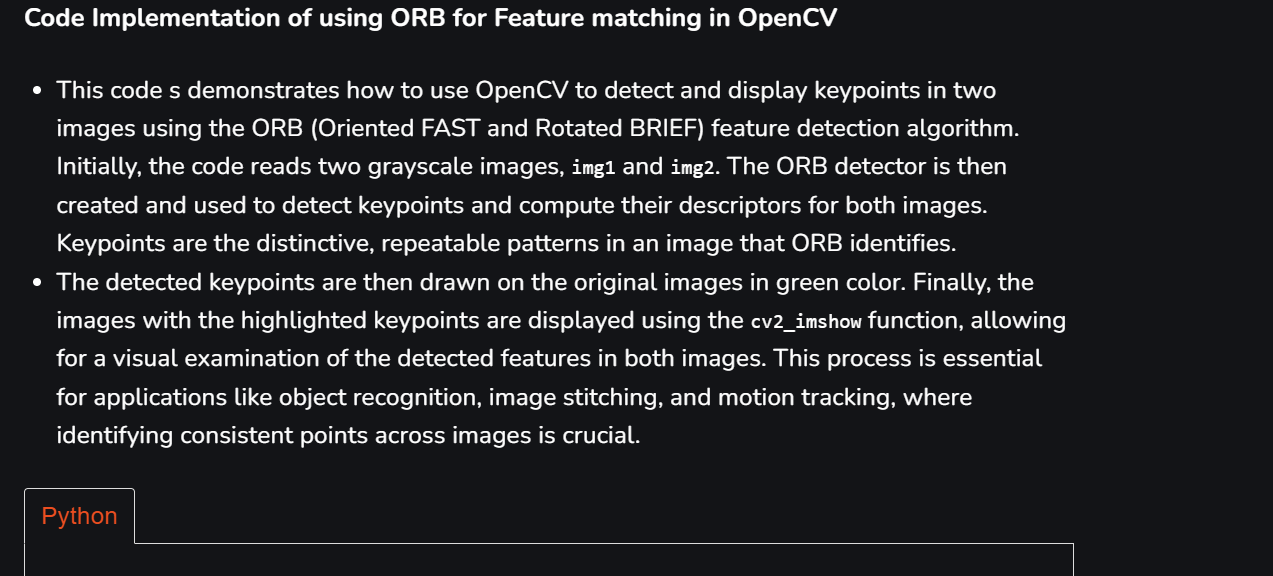 Code Implementation of using ORB for Feature matching in OpenCV
• This code s demonstrates how to use OpenCV to detect and display keypoints in two
images using the ORB (Oriented FAST and Rotated BRIEF) feature detection algorithm.
Initially, the code reads two grayscale images, img1 and img2. The ORB detector is then
created and used to detect keypoints and compute their descriptors for both images.
Keypoints are the distinctive, repeatable patterns in an image that ORB identifies.
• The detected keypoints are then drawn on the original images in green color. Finally, the
images with the highlighted keypoints are displayed using the cv2_imshow function, allowing
for a visual examination of the detected features in both images. This process is essential
for applications like object recognition, image stitching, and motion tracking, where
identifying consistent points across images is crucial.
Python